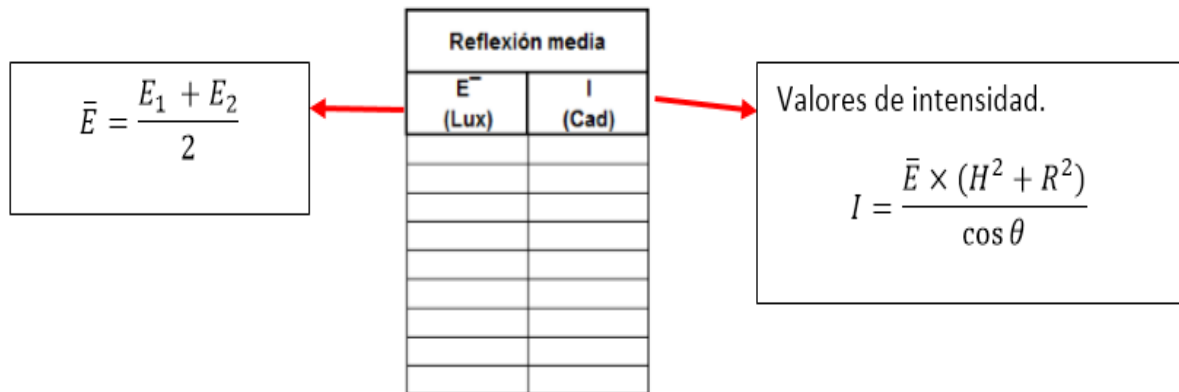 Reflexión media
E‾ I
(Lux) (Cad)
Ē = (E₁ + E₂) / 2
Valores de intensidad.
I = (Ē × (H² + R²)) / cos θ